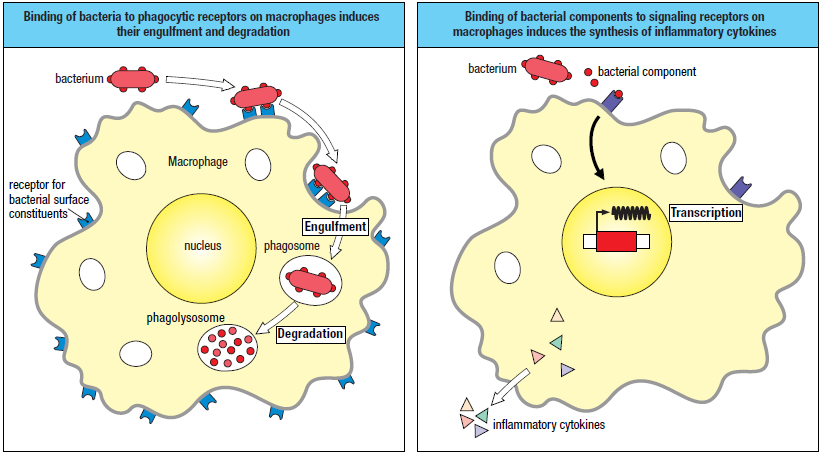 Binding of bacteria to phagocytic receptors on macrophages induces
their engulfment and degradation
bacterium
Macrophage
receptor for
bacterial surface
constituents
Engulfment
nucleus
phagosome
phagolysosome
Degradation
Binding of bacterial components to signaling receptors on
macrophages induces the synthesis of inflammatory cytokines
bacterium
bacterial component
Transcription
inflammatory cytokines